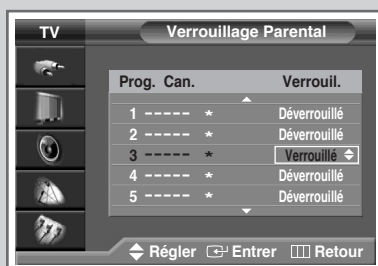 TV Verrouillage Parental
Prog. Can. Verrouil.
1 ----- * Déverrouillé
2 ----- * Déverrouillé
3 ----- * Verrouillé
4 ----- * Déverrouillé
5 ----- * Déverrouillé
Régler Entrer Retour